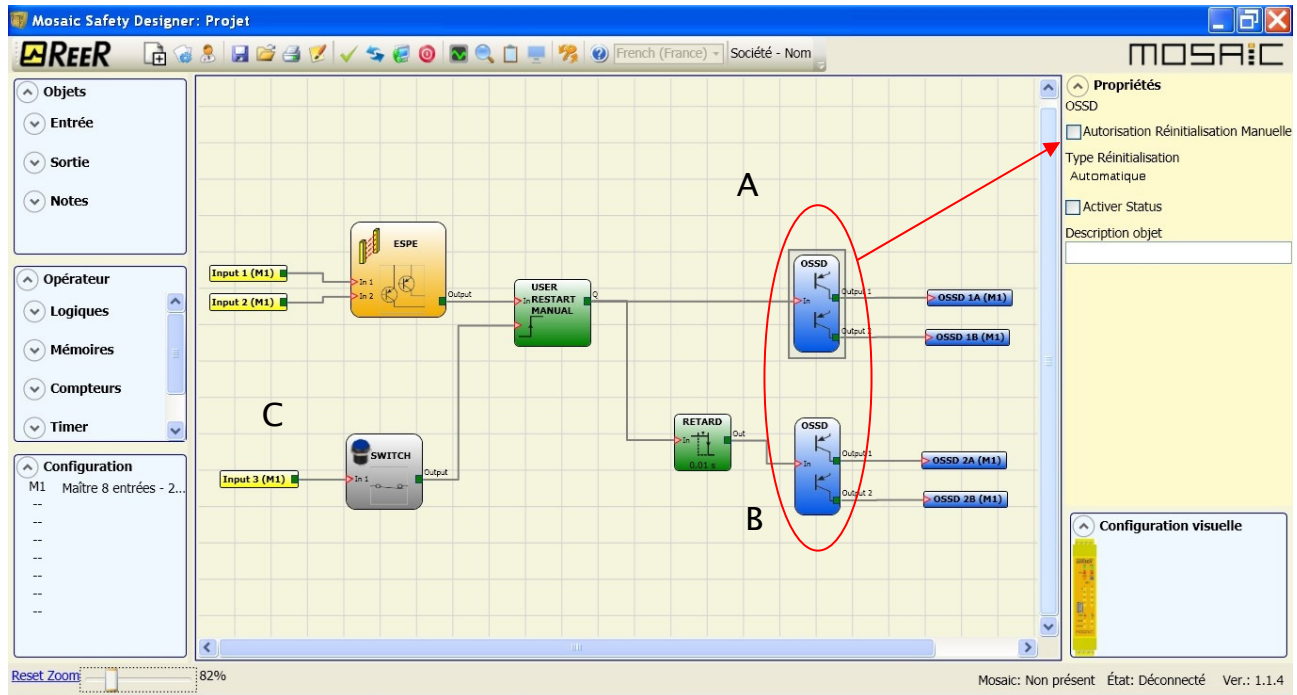 Mosaic Safety Designer: Projet
REER
French (France)
Société - Nom
MOSAIC
Objets
Entrée
Sortie
Notes
Opérateur
Logiques
Mémoires
Compteurs
Timer
Configuration
M1 Maître 8 entrées - 2...
--
--
--
--
--
--
--
A
Input 1 (M1)
Input 2 (M1)
ESPE
In 1
In 2
Output
USER
RESTART
MANUAL
In
Q
OSSD
In
Output 1
Output 2
OSSD 1A (M1)
OSSD 1B (M1)
C
Input 3 (M1)
SWITCH
In 1
Output
RETARD
In
Out
0.01 s
OSSD
In
Output 1
Output 2
OSSD 2A (M1)
OSSD 2B (M1)
B
Propriétés
OSSD
Autorisation Réinitialisation Manuelle
Type Réinitialisation
Automatique
Activer Status
Description objet
Configuration visuelle
Reset Zoom
82%
Mosaic: Non présent État: Déconnecté Ver.: 1.1.4